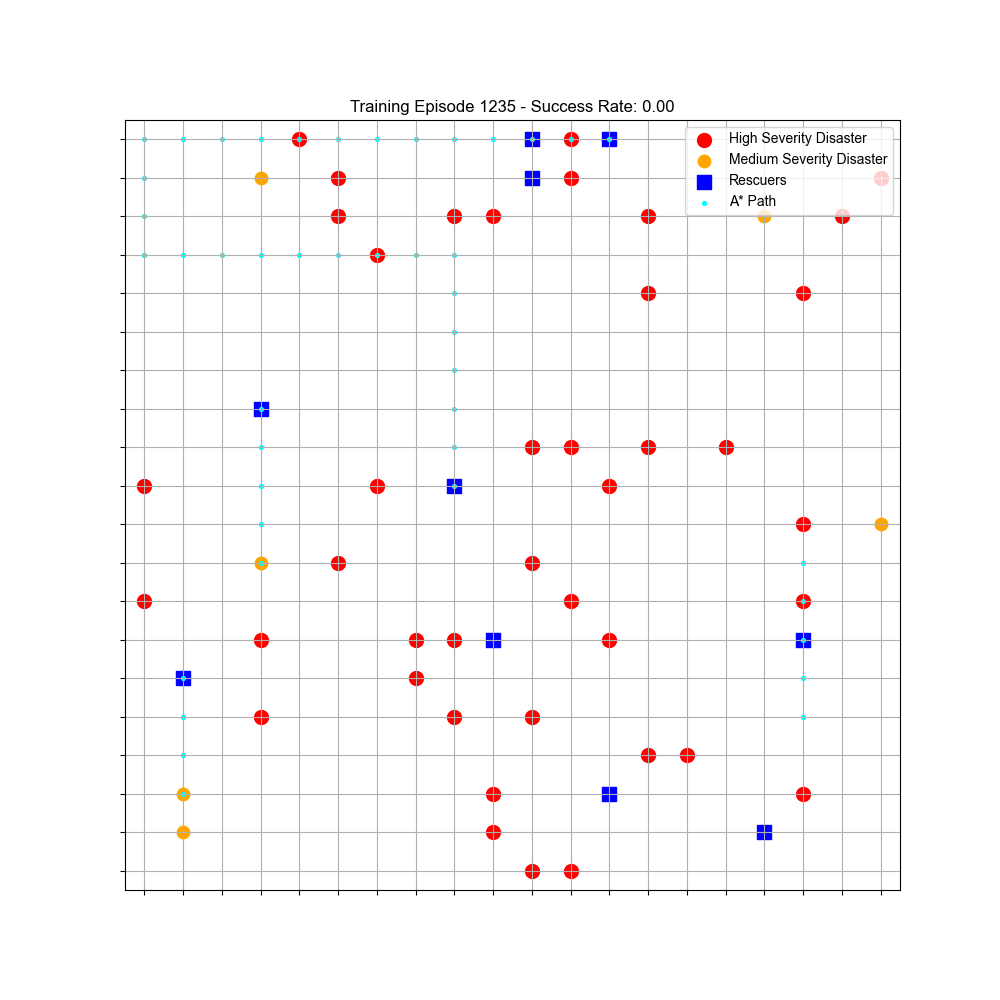 Training Episode 1235 - Success Rate: 0.00
High Severity Disaster
Medium Severity Disaster
Rescuers
A* Path